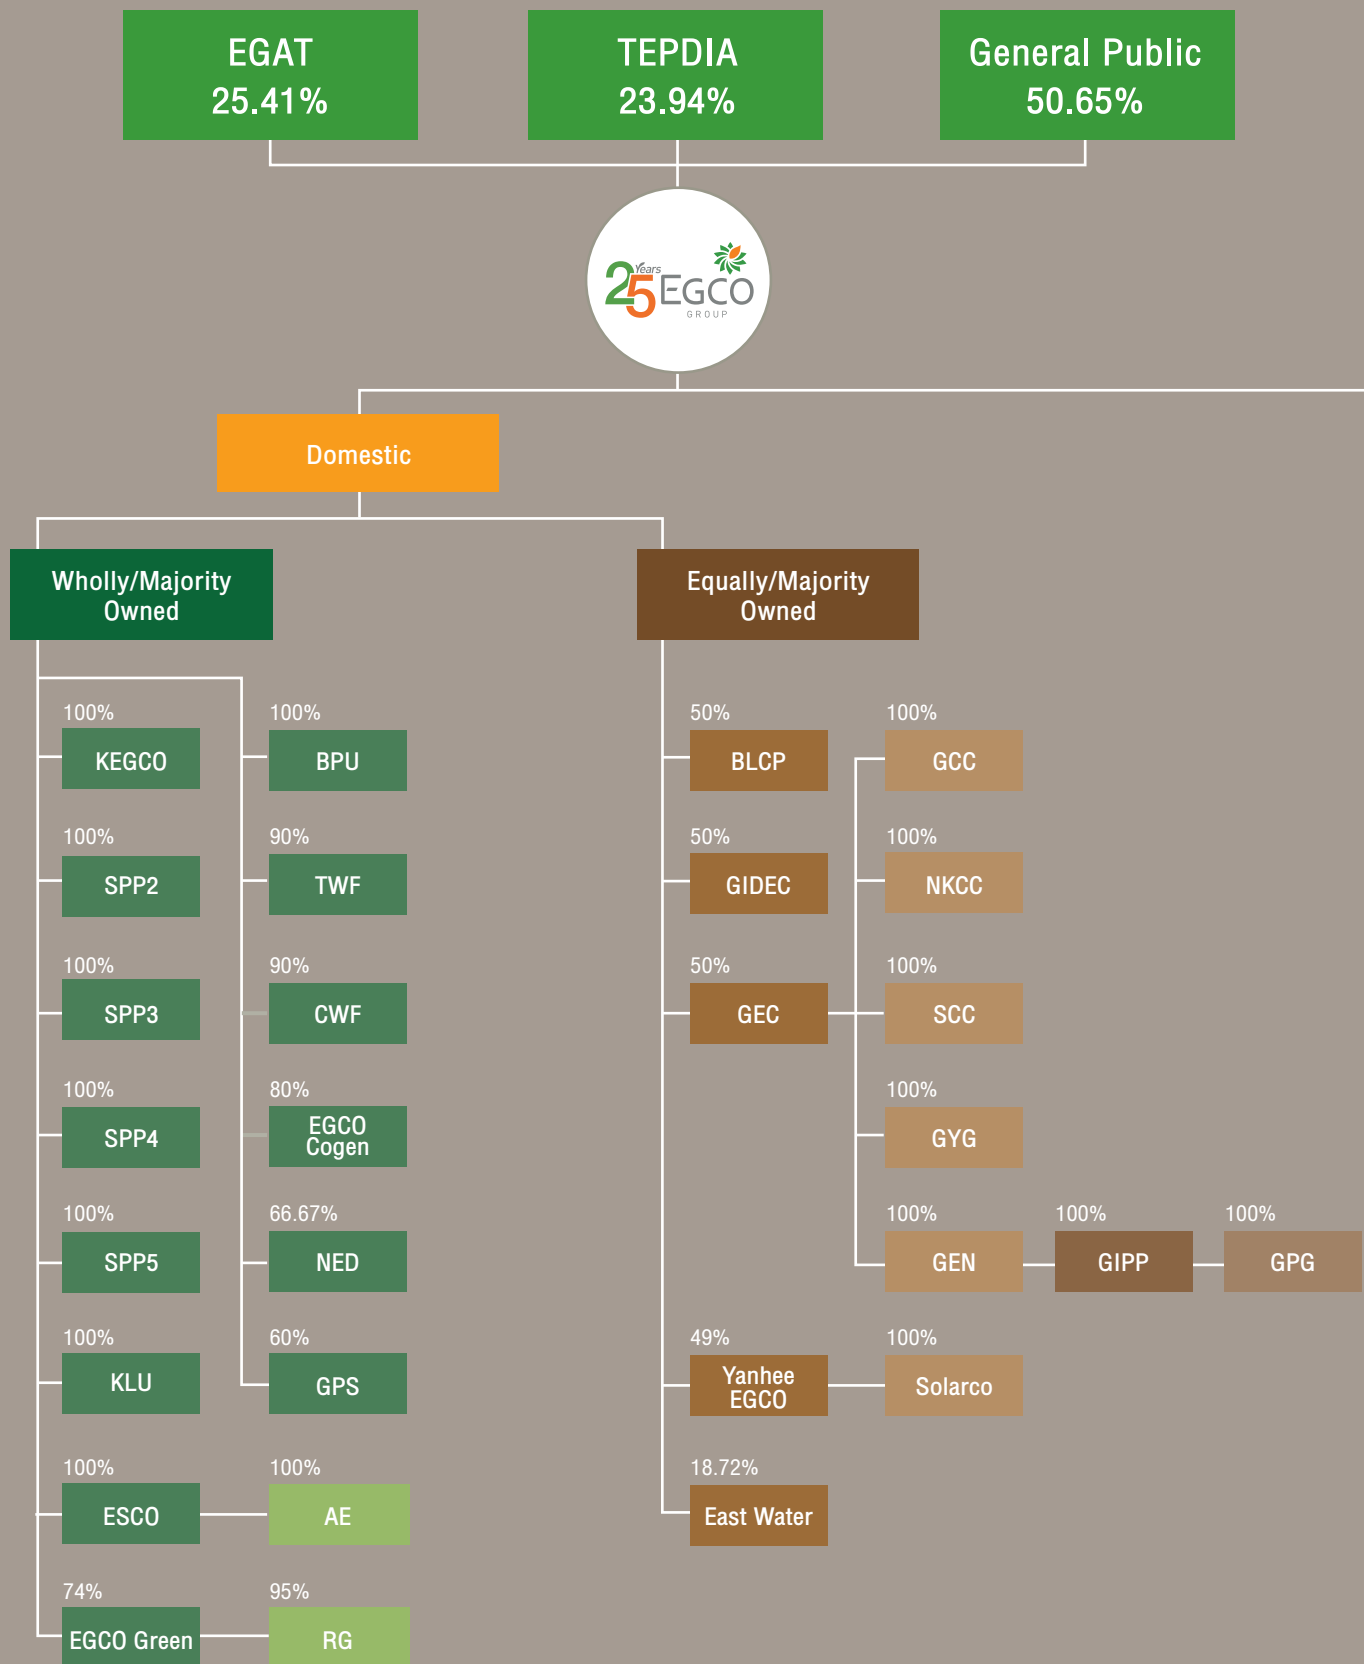 EGAT
25.41%
TEPDIA
23.94%
General Public
50.65%
25 Years EGCO
GROUP
Domestic
Wholly/Majority
Owned
Equally/Majority
Owned
100%
KEGCO
100%
BPU
50%
BLCP
100%
GCC
100%
SPP2
90%
TWF
50%
GIDEC
100%
NKCC
100%
SPP3
90%
CWF
50%
GEC
100%
SCC
100%
SPP4
80%
EGCO
Cogen
100%
GYG
100%
SPP5
66.67%
NED
100%
GEN
100%
GIPP
100%
GPG
100%
KLU
60%
GPS
49%
Yanhee
EGCO
100%
Solarco
100%
ESCO
100%
AE
18.72%
East Water
74%
EGCO Green
95%
RG